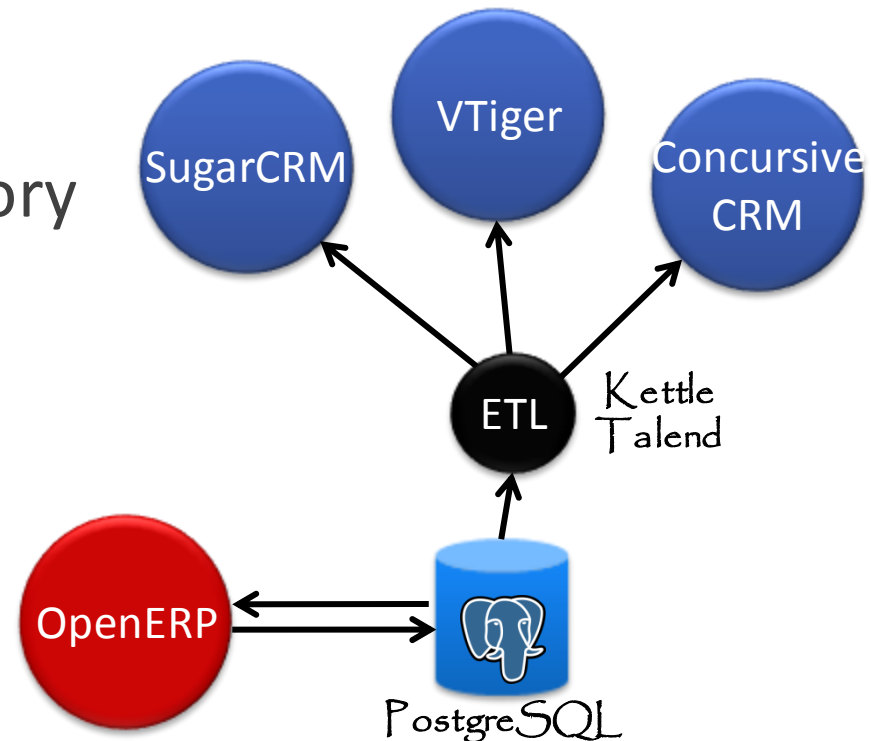 VTiger
SugarCRM
Concursive
CRM
ory
ETL
Kettle
Talend
OpenERP
PostgreSQL